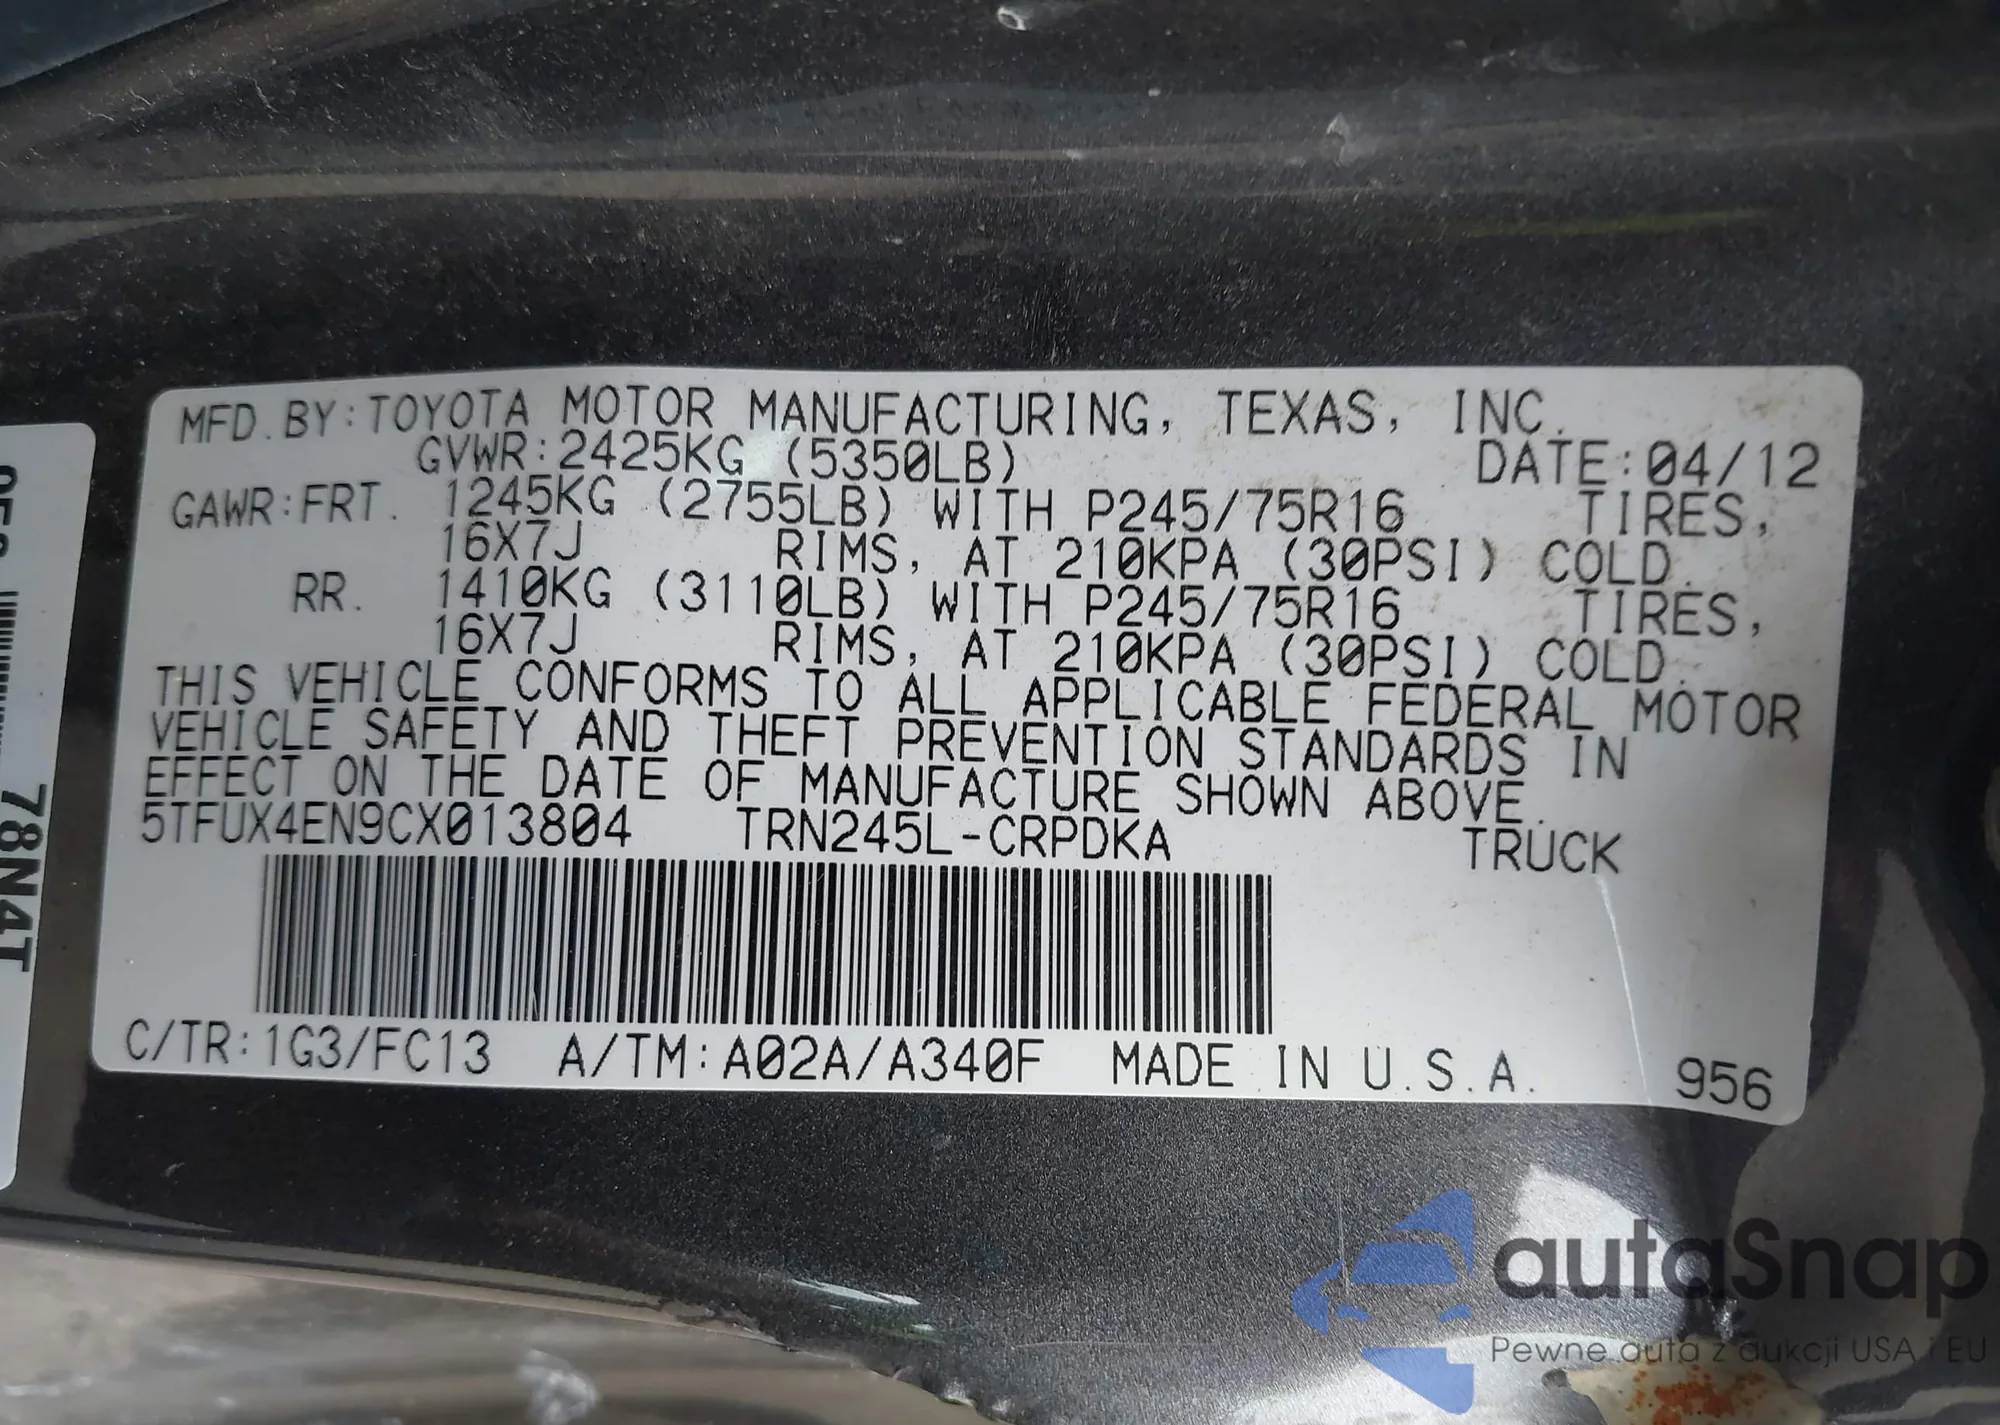 MFD. BY: TOYOTA MOTOR MANUFACTURING, TEXAS, INC.
GVWR: 2425KG (5350LB) DATE: 04/12
GAWR: FRT. 1245KG (2755LB) WITH P245/75R16 TIRES,
16X7J RIMS, AT 210KPA (30PSI) COLD.
RR. 1410KG (3110LB) WITH P245/75R16 TIRES,
16X7J RIMS, AT 210KPA (30PSI) COLD.
THIS VEHICLE CONFORMS TO ALL APPLICABLE FEDERAL MOTOR
VEHICLE SAFETY AND THEFT PREVENTION STANDARDS IN
EFFECT ON THE DATE OF MANUFACTURE SHOWN ABOVE.
5TFUX4EN9CX013804 TRN245L-CRPDKA TRUCK
C/TR: 1G3/FC13 A/TM: A02A/A340F MADE IN U.S.A. 956
78N4T
autaSnap
Pewne auta z aukcji USA i EU